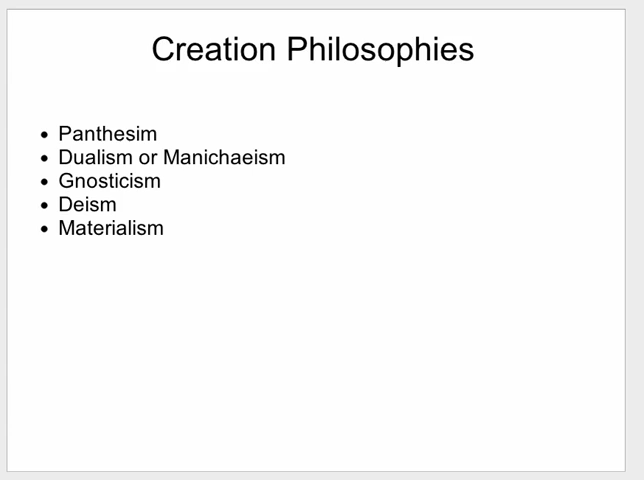 Creation Philosophies
• Panthesim
• Dualism or Manichaeism
• Gnosticism
• Deism
• Materialism